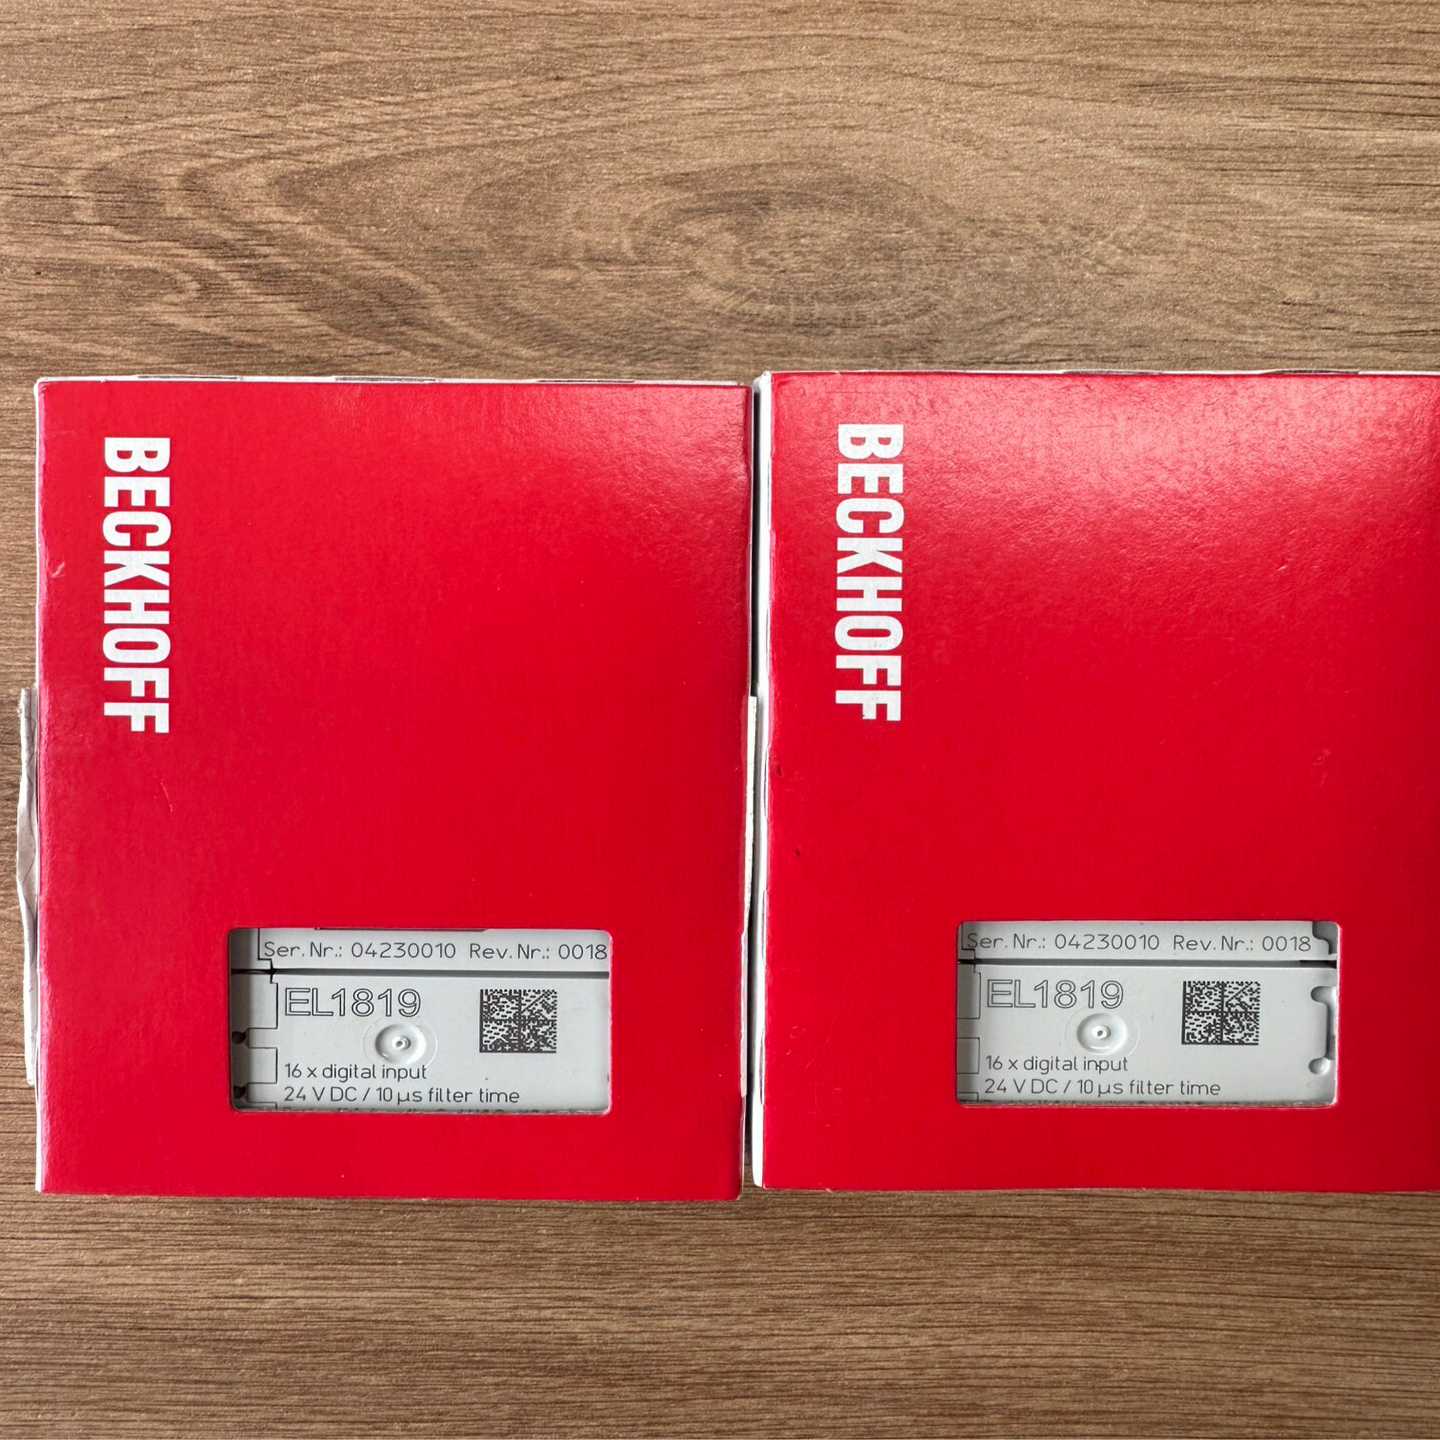 BECKHOFF
Ser. Nr.: 04230010 Rev. Nr.: 0018
EL1819
16 x digital input
24 V DC / 10 µs filter time
BECKHOFF
Ser. Nr.: 04230010 Rev. Nr.: 0018
EL1819
16 x digital input
24 V DC / 10 µs filter time